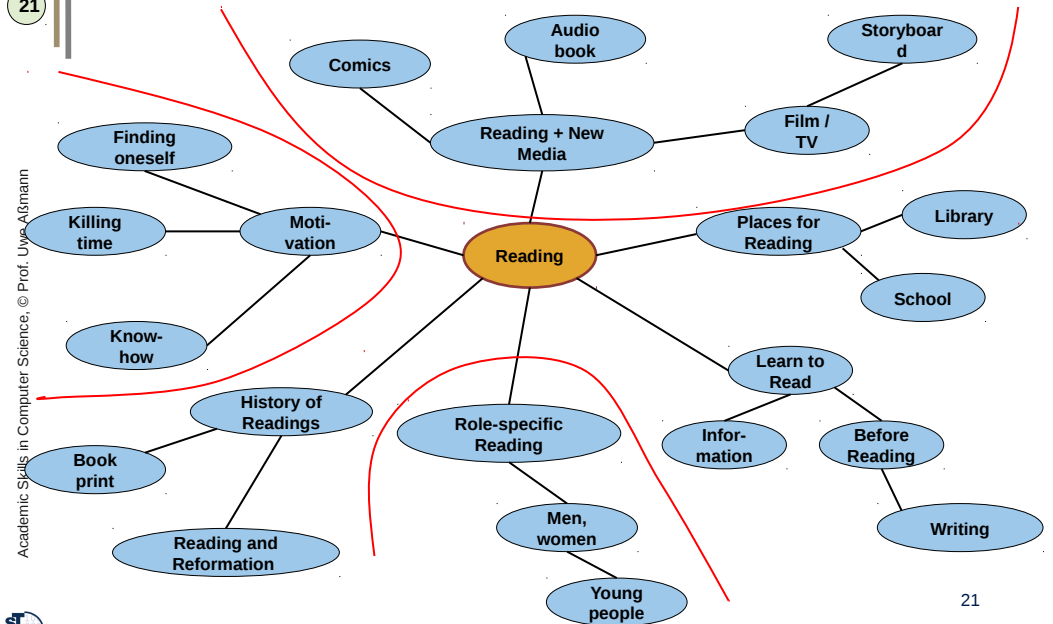 21
Audio
book
Storyboar
d
Comics
Reading + New
Media
Film /
TV
Finding
oneself
Killing
time
Moti-
vation
Reading
Places for
Reading
Library
School
Know-
how
Learn to
Read
History of
Readings
Role-specific
Reading
Infor-
mation
Before
Reading
Book
print
Men,
women
Writing
Reading and
Reformation
Young
people
Academic Skills in Computer Science, © Prof. Uwe Aßmann
21
sT